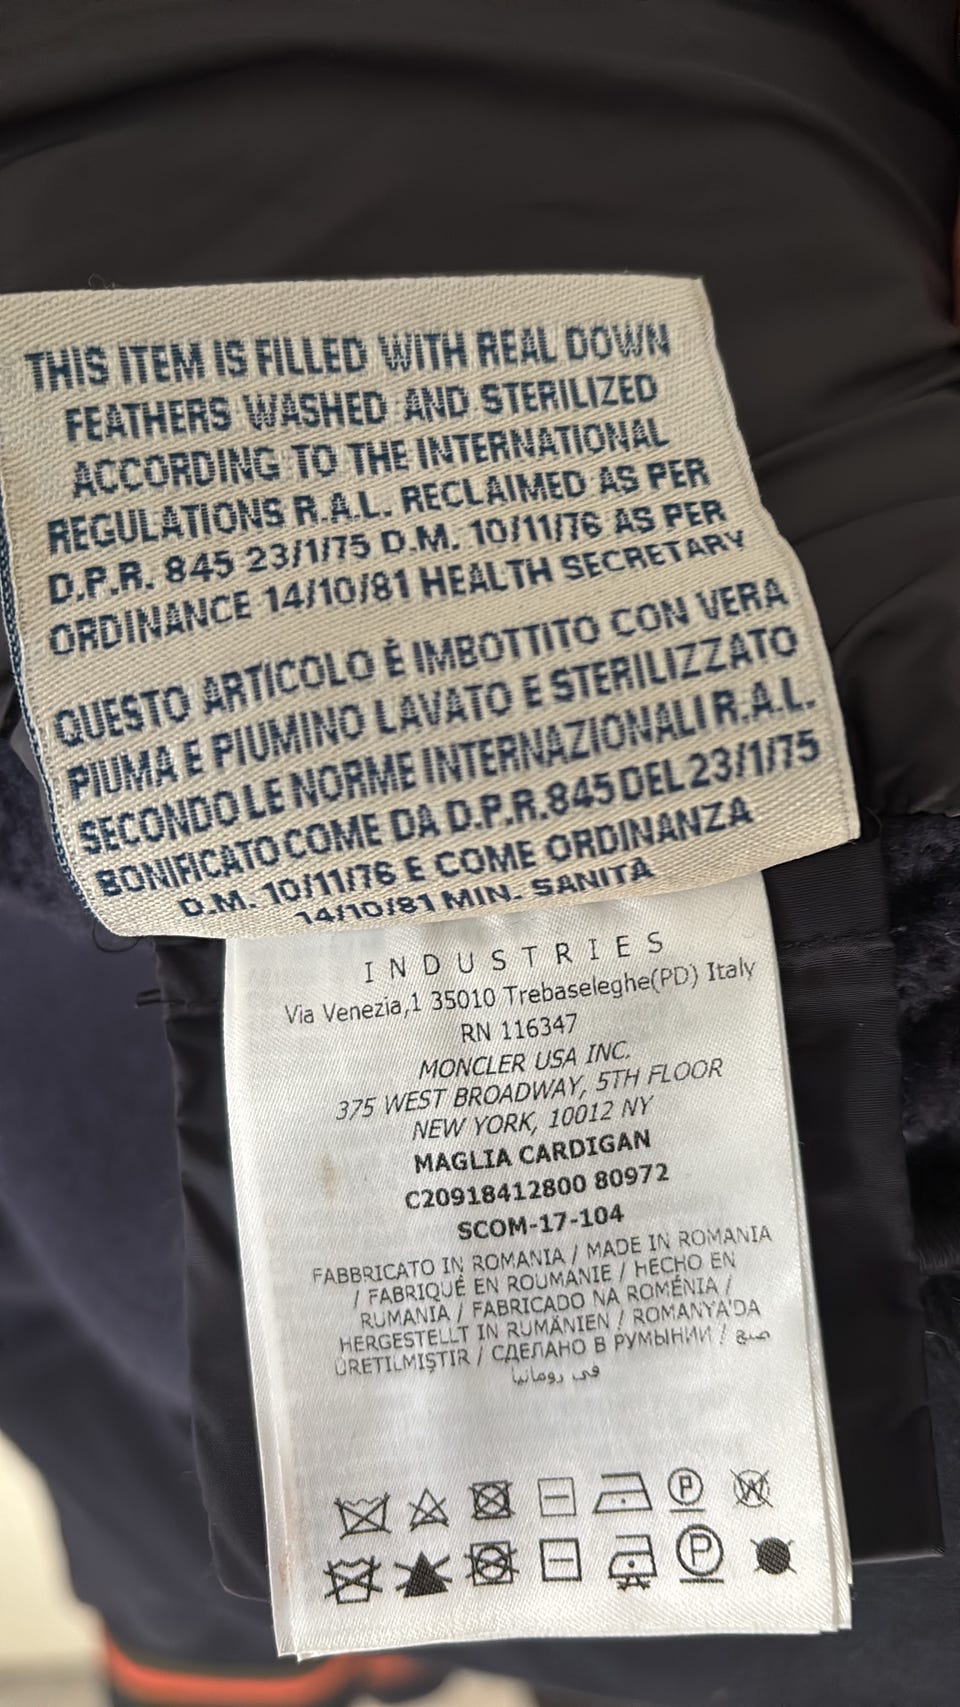 THIS ITEM IS FILLED WITH REAL DOWN
FEATHERS WASHED AND STERILIZED
ACCORDING TO THE INTERNATIONAL
REGULATIONS R.A.L. RECLAIMED AS PER
D.P.R. 845 23/1/75 D.M. 10/11/76 AS PER
ORDINANCE 14/10/81 HEALTH SECRETARY
QUESTO ARTICOLO È IMBOTTITO CON VERA
PIUMA E PIUMINO LAVATO E STERILIZZATO
SECONDO LE NORME INTERNAZIONALI R.A.L.
BONIFICATO COME DA D.P.R. 845 DEL 23/1/75
D.M. 10/11/76 E COME ORDINANZA
14/10/81 MIN. SANITÀ
INDUSTRIES
Via Venezia,1 35010 Trebaseleghe(PD) Italy
RN 116347
MONCLER USA INC.
375 WEST BROADWAY, 5TH FLOOR
NEW YORK, 10012 NY
MAGLIA CARDIGAN
C20918412800 80972
SCOM-17-104
FABBRICATO IN ROMANIA / MADE IN ROMANIA
/ FABRIQUÉ EN ROUMANIE / HECHO EN
RUMANIA / FABRICADO NA ROMÉNIA /
HERGESTELLT IN RUMÄNIEN / ROMANYA'DA
ÜRETILMIŞTIR / СДЕЛАНО В РУМЫНИИ / صنع
في رومانيا
P W
P